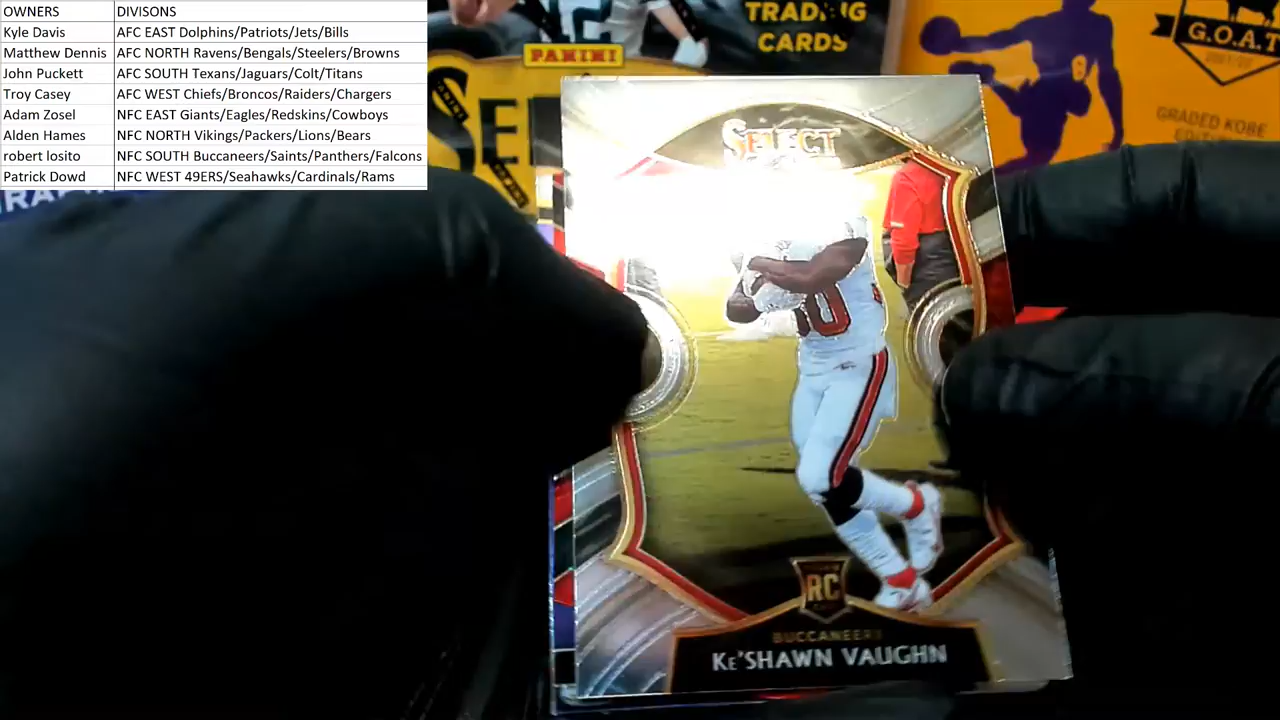 OWNERS DIVISONS
Kyle Davis AFC EAST Dolphins/Patriots/Jets/Bills
Matthew Dennis AFC NORTH Ravens/Bengals/Steelers/Browns
John Puckett AFC SOUTH Texans/Jaguars/Colt/Titans
Troy Casey AFC WEST Chiefs/Broncos/Raiders/Chargers
Adam Zosel NFC EAST Giants/Eagles/Redskins/Cowboys
Alden Hames NFC NORTH Vikings/Packers/Lions/Bears
robert losito NFC SOUTH Buccaneers/Saints/Panthers/Falcons
Patrick Dowd NFC WEST 49ERS/Seahawks/Cardinals/Rams
TRADING
CARDS
PANINI
SE
G.O.A.T
GRADED KOBE
SELECT
RC
BUCCANEERS
KE'SHAWN VAUGHN